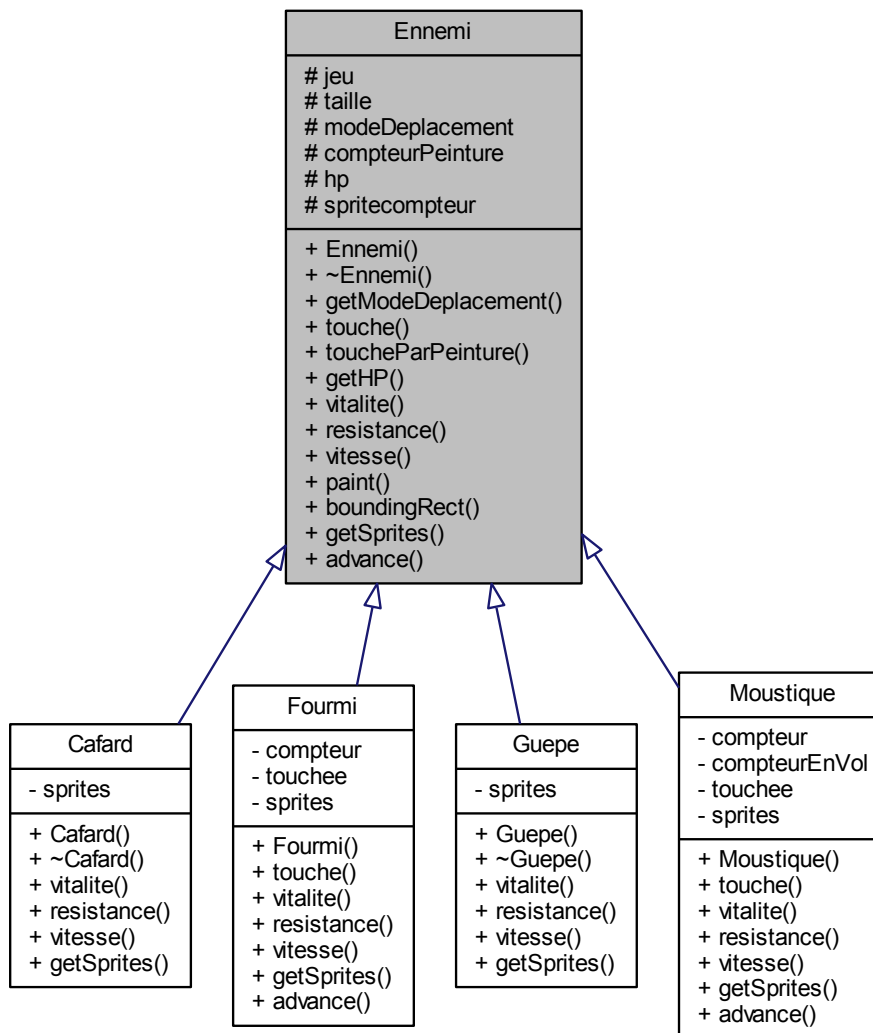 Ennemi
# jeu
# taille
# modeDeplacement
# compteurPeinture
# hp
# spritecompteur
+ Ennemi()
+ ~Ennemi()
+ getModeDeplacement()
+ touche()
+ toucheParPeinture()
+ getHP()
+ vitalite()
+ resistance()
+ vitesse()
+ paint()
+ boundingRect()
+ getSprites()
+ advance()
Cafard
- sprites
+ Cafard()
+ ~Cafard()
+ vitalite()
+ resistance()
+ vitesse()
+ getSprites()
Fourmi
- compteur
- touchee
- sprites
+ Fourmi()
+ touche()
+ vitalite()
+ resistance()
+ vitesse()
+ getSprites()
+ advance()
Guepe
- sprites
+ Guepe()
+ ~Guepe()
+ vitalite()
+ resistance()
+ vitesse()
+ getSprites()
Moustique
- compteur
- compteurEnVol
- touchee
- sprites
+ Moustique()
+ touche()
+ vitalite()
+ resistance()
+ vitesse()
+ getSprites()
+ advance()